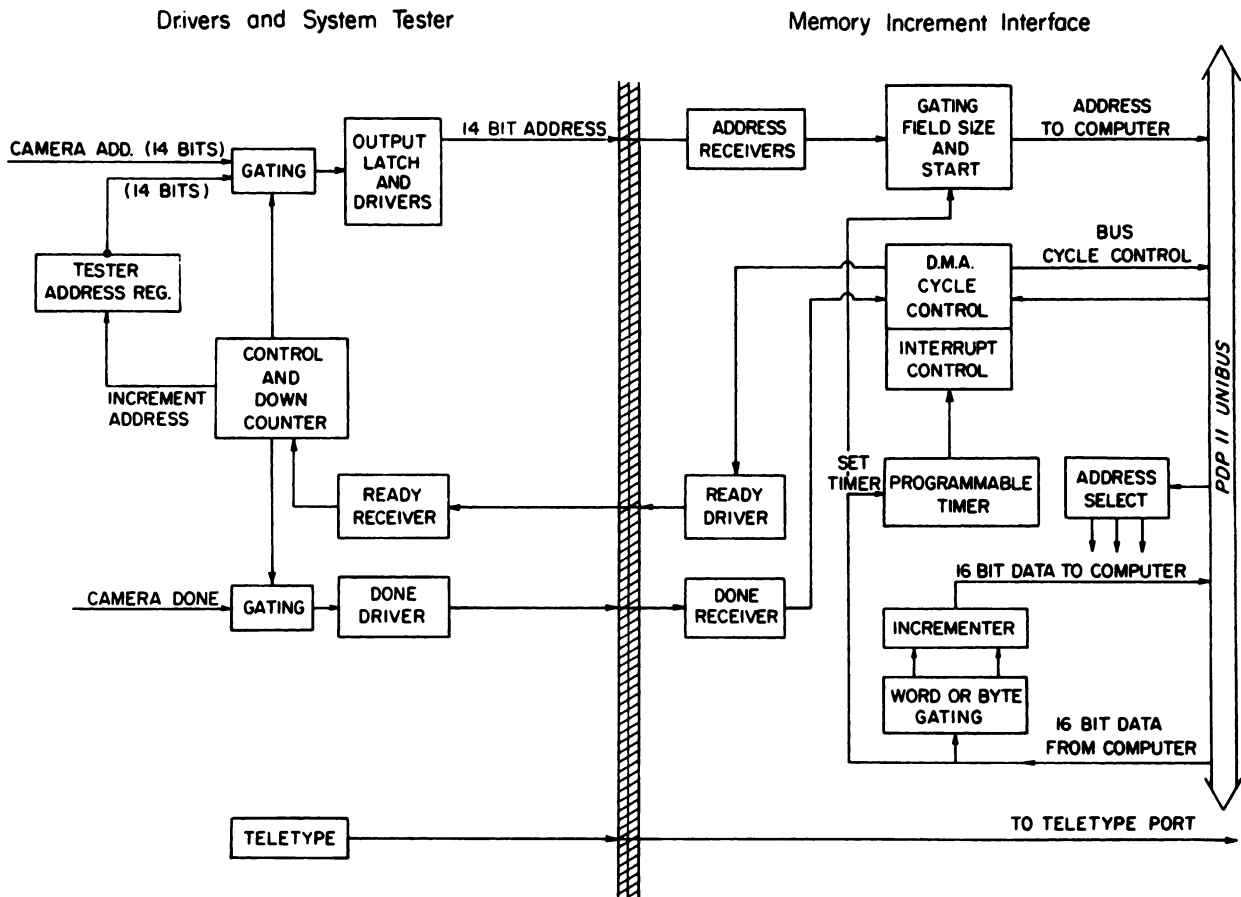 Drivers and System Tester
Memory Increment Interface
CAMERA ADD. (14 BITS)
(14 BITS)
GATING
OUTPUT
LATCH
AND
DRIVERS
14 BIT ADDRESS
ADDRESS
RECEIVERS
GATING
FIELD SIZE
AND
START
ADDRESS
TO COMPUTER
TESTER
ADDRESS REG.
D.M.A.
CYCLE
CONTROL
BUS
CYCLE CONTROL
INTERRUPT
CONTROL
CONTROL
AND
DOWN
COUNTER
INCREMENT
ADDRESS
READY
RECEIVER
READY
DRIVER
SET
TIMER
PROGRAMMABLE
TIMER
ADDRESS
SELECT
PDP 11 UNIBUS
CAMERA DONE
GATING
DONE
DRIVER
DONE
RECEIVER
16 BIT DATA TO COMPUTER
INCREMENTER
WORD OR BYTE
GATING
16 BIT DATA
FROM COMPUTER
TELETYPE
TO TELETYPE PORT